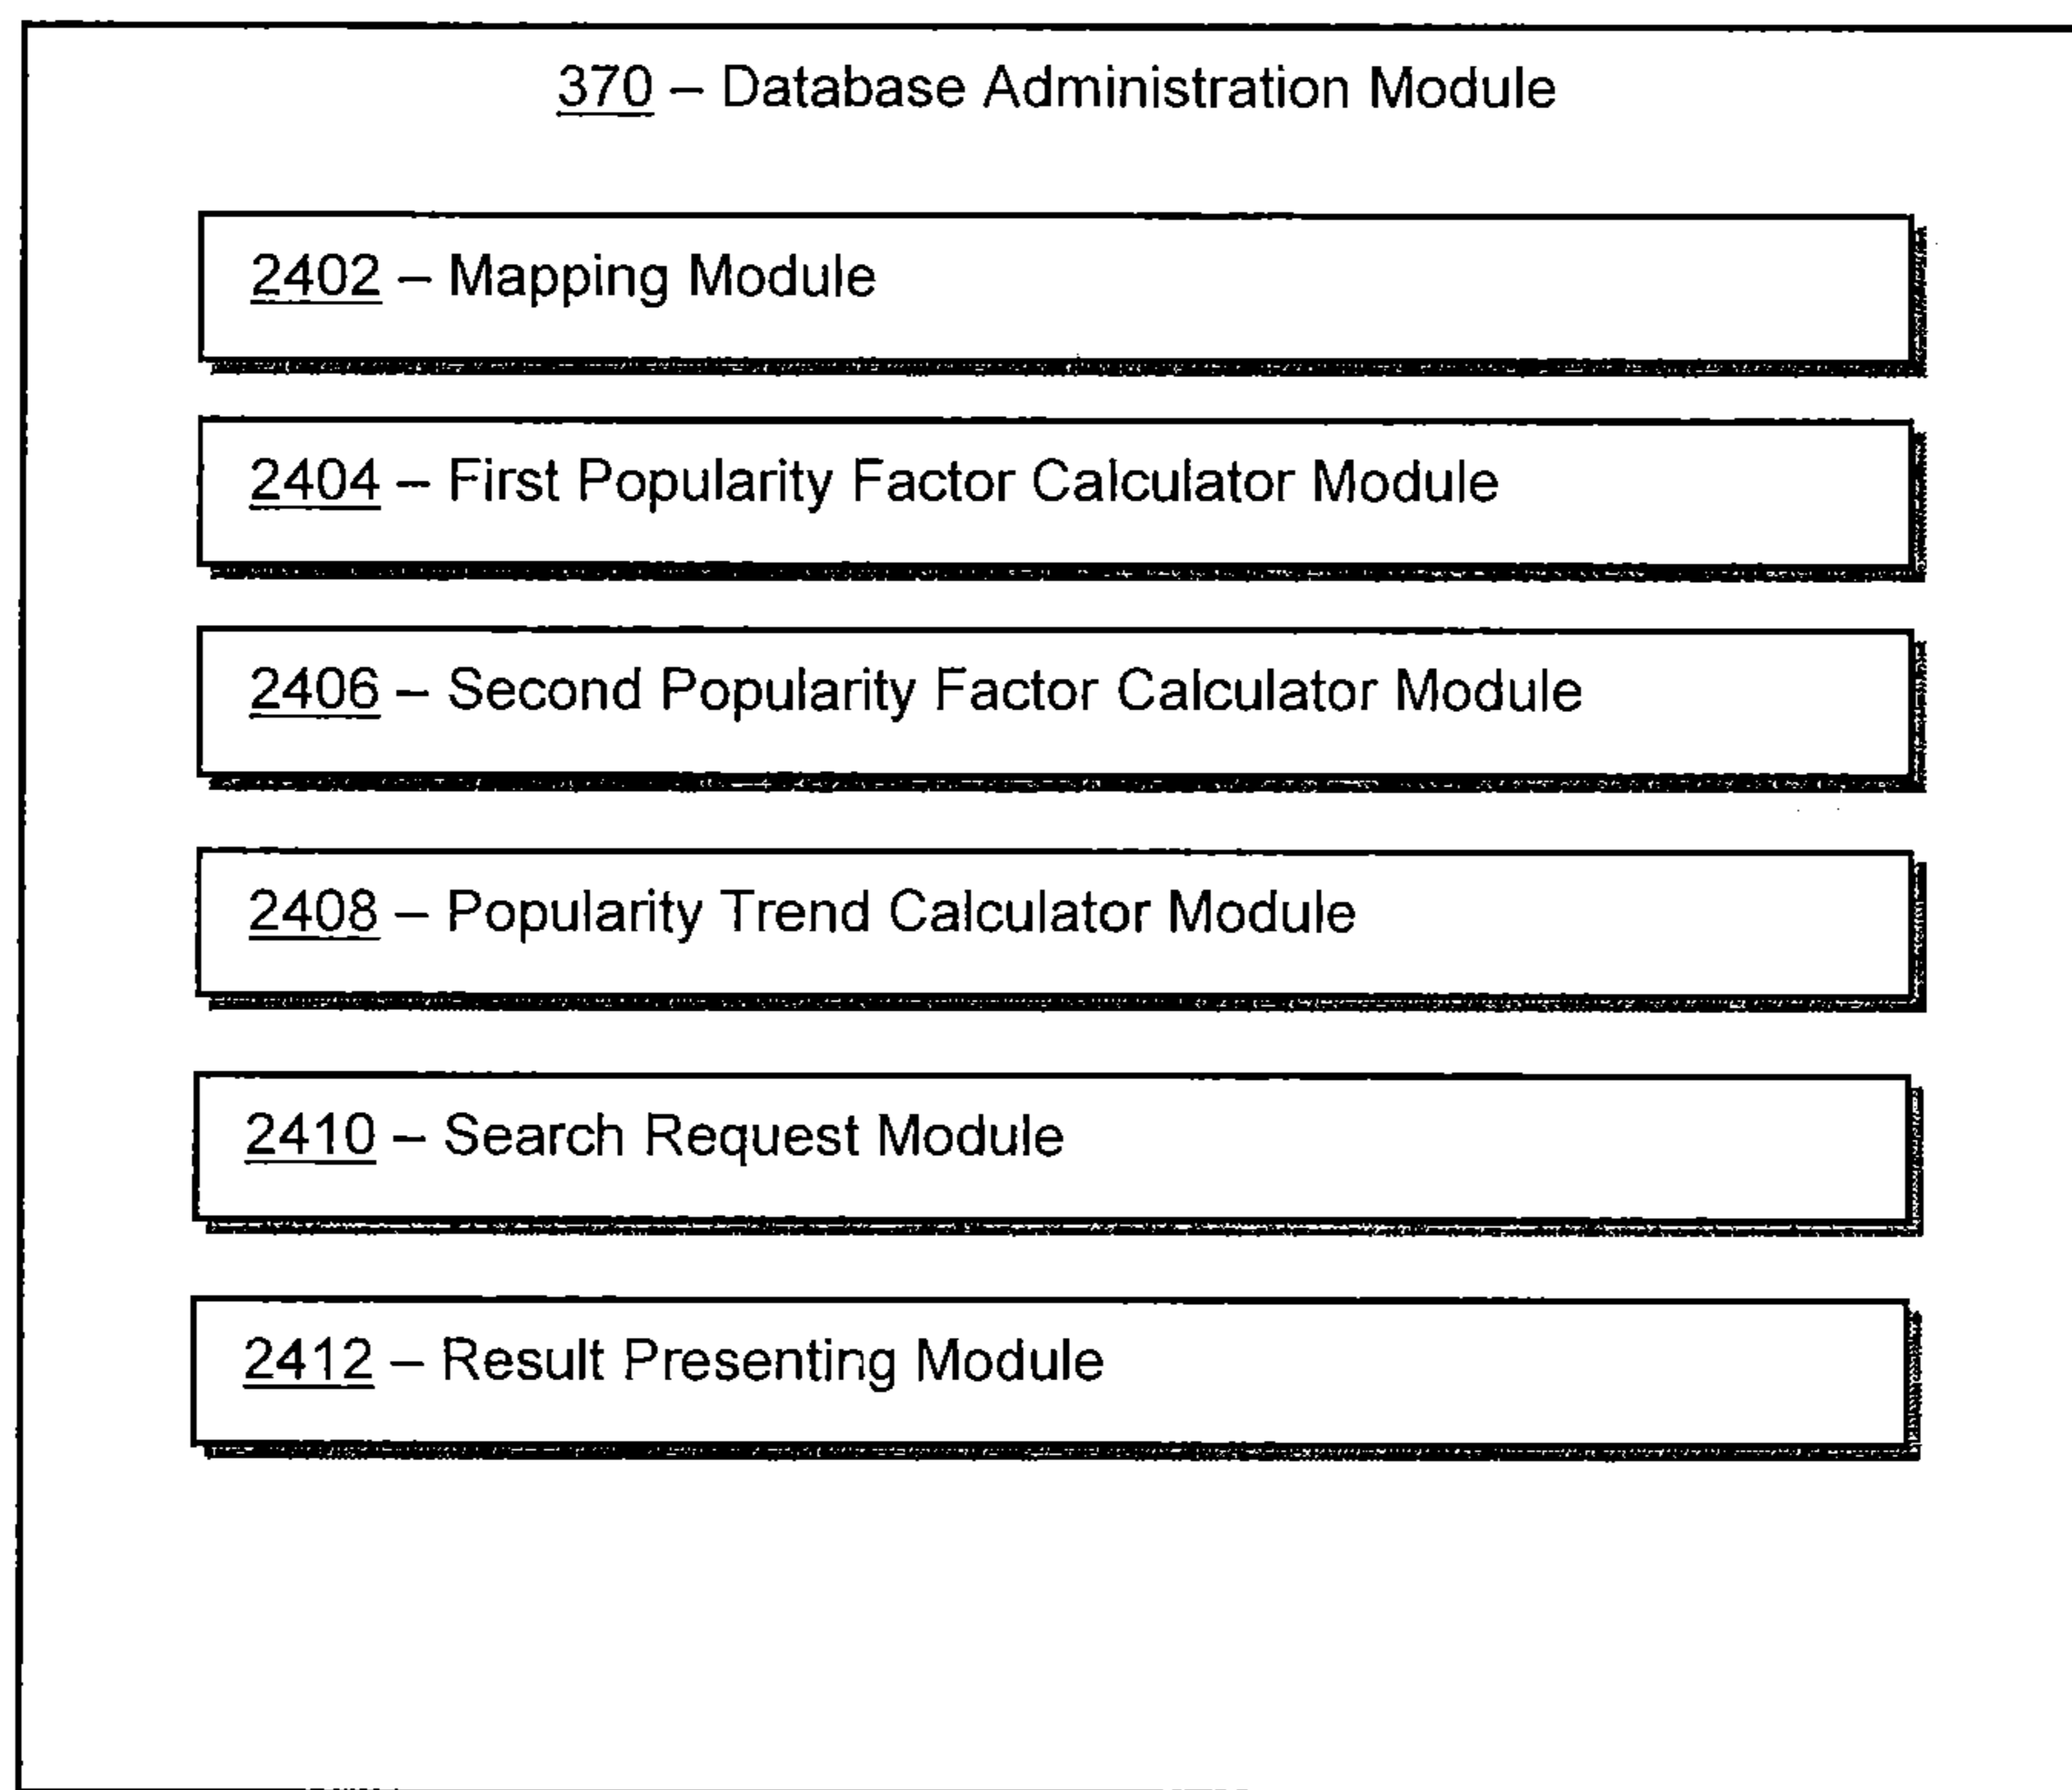 370 – Database Administration Module
2402 – Mapping Module
2404 – First Popularity Factor Calculator Module
2406 – Second Popularity Factor Calculator Module
2408 – Popularity Trend Calculator Module
2410 – Search Request Module
2412 – Result Presenting Module